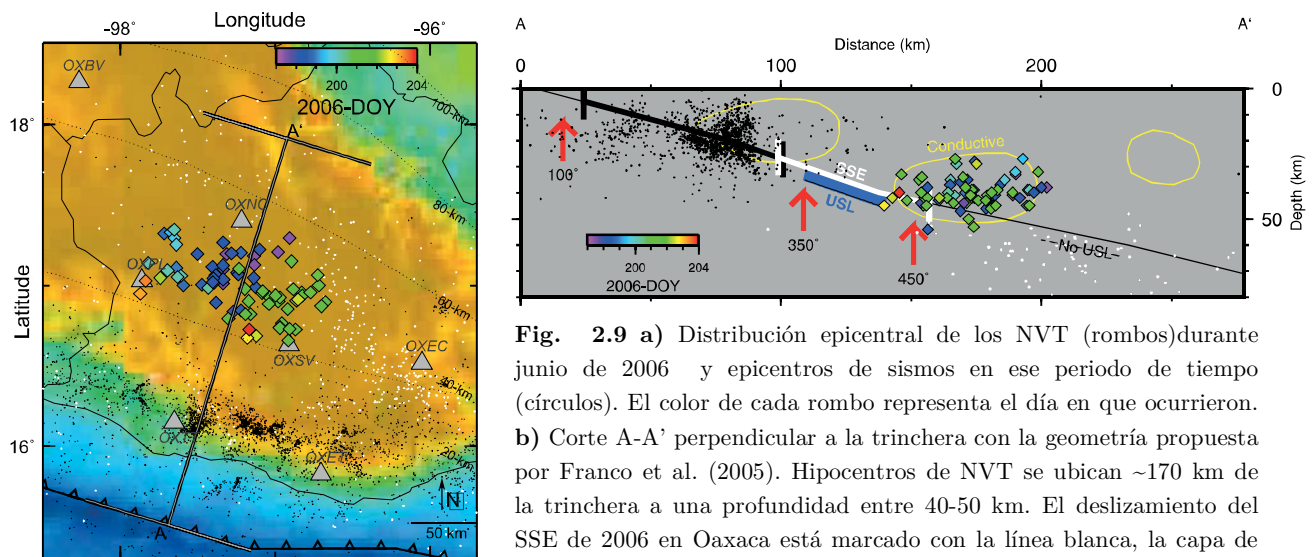 Longitude
-98
-96
OXBV
200
204
2006-DOY
100-km
18˚
A'
80-km
OXNC
OXPL
60-km
Latitude
OXSV
OXEC
40-km
16˚
20-km
N
A
50 km
A
A'
Distance (km)
0
100
200
0
Conductive
SSE
100˚
USL
Depth (km)
50
350˚
450˚
No USL
200
204
2006-DOY
Fig. 2.9 a) Distribución epicentral de los NVT (rombos)durante
junio de 2006 y epicentros de sismos en ese periodo de tiempo
(círculos). El color de cada rombo representa el día en que ocurrieron.
b) Corte A-A’ perpendicular a la trinchera con la geometría propuesta
por Franco et al. (2005). Hipocentros de NVT se ubican ~170 km de
la trinchera a una profundidad entre 40-50 km. El deslizamiento del
SSE de 2006 en Oaxaca está marcado con la línea blanca, la capa de